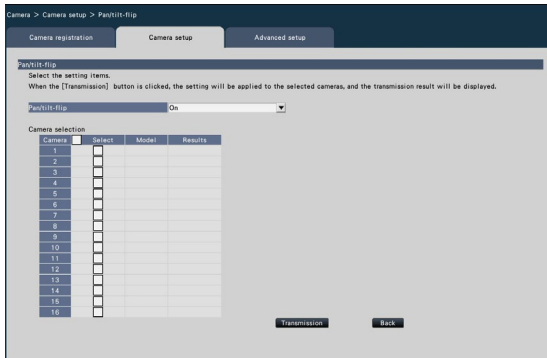 Camera > Camera setup > Pan/tilt-flip
Camera registration Camera setup Advanced setup
Pan/tilt-flip
Select the setting items.
When the [Transmission] button is clicked, the setting will be applied to the selected cameras, and the transmission result will be displayed.
Pan/tilt-flip On
Camera selection
Camera Select Model Results
1
2
3
4
5
6
7
8
9
10
11
12
13
14
15
16
Transmission Back